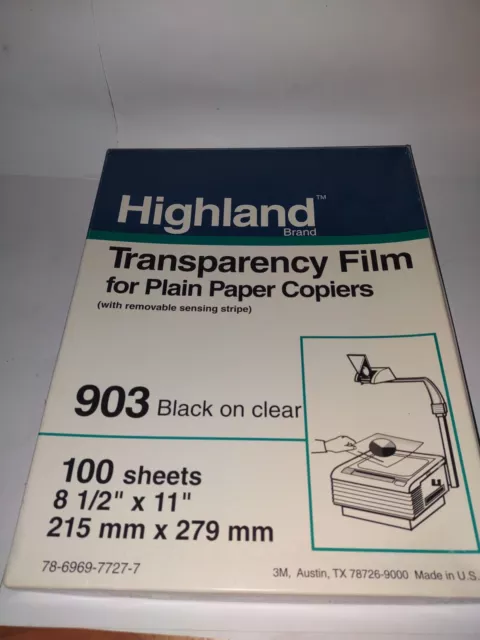 Highland™
Brand
Transparency Film
for Plain Paper Copiers
(with removable sensing stripe)
903 Black on clear
100 sheets
8 1/2" x 11"
215 mm x 279 mm
78-6969-7727-7
3M, Austin, TX 78726-9000 Made in U.S.